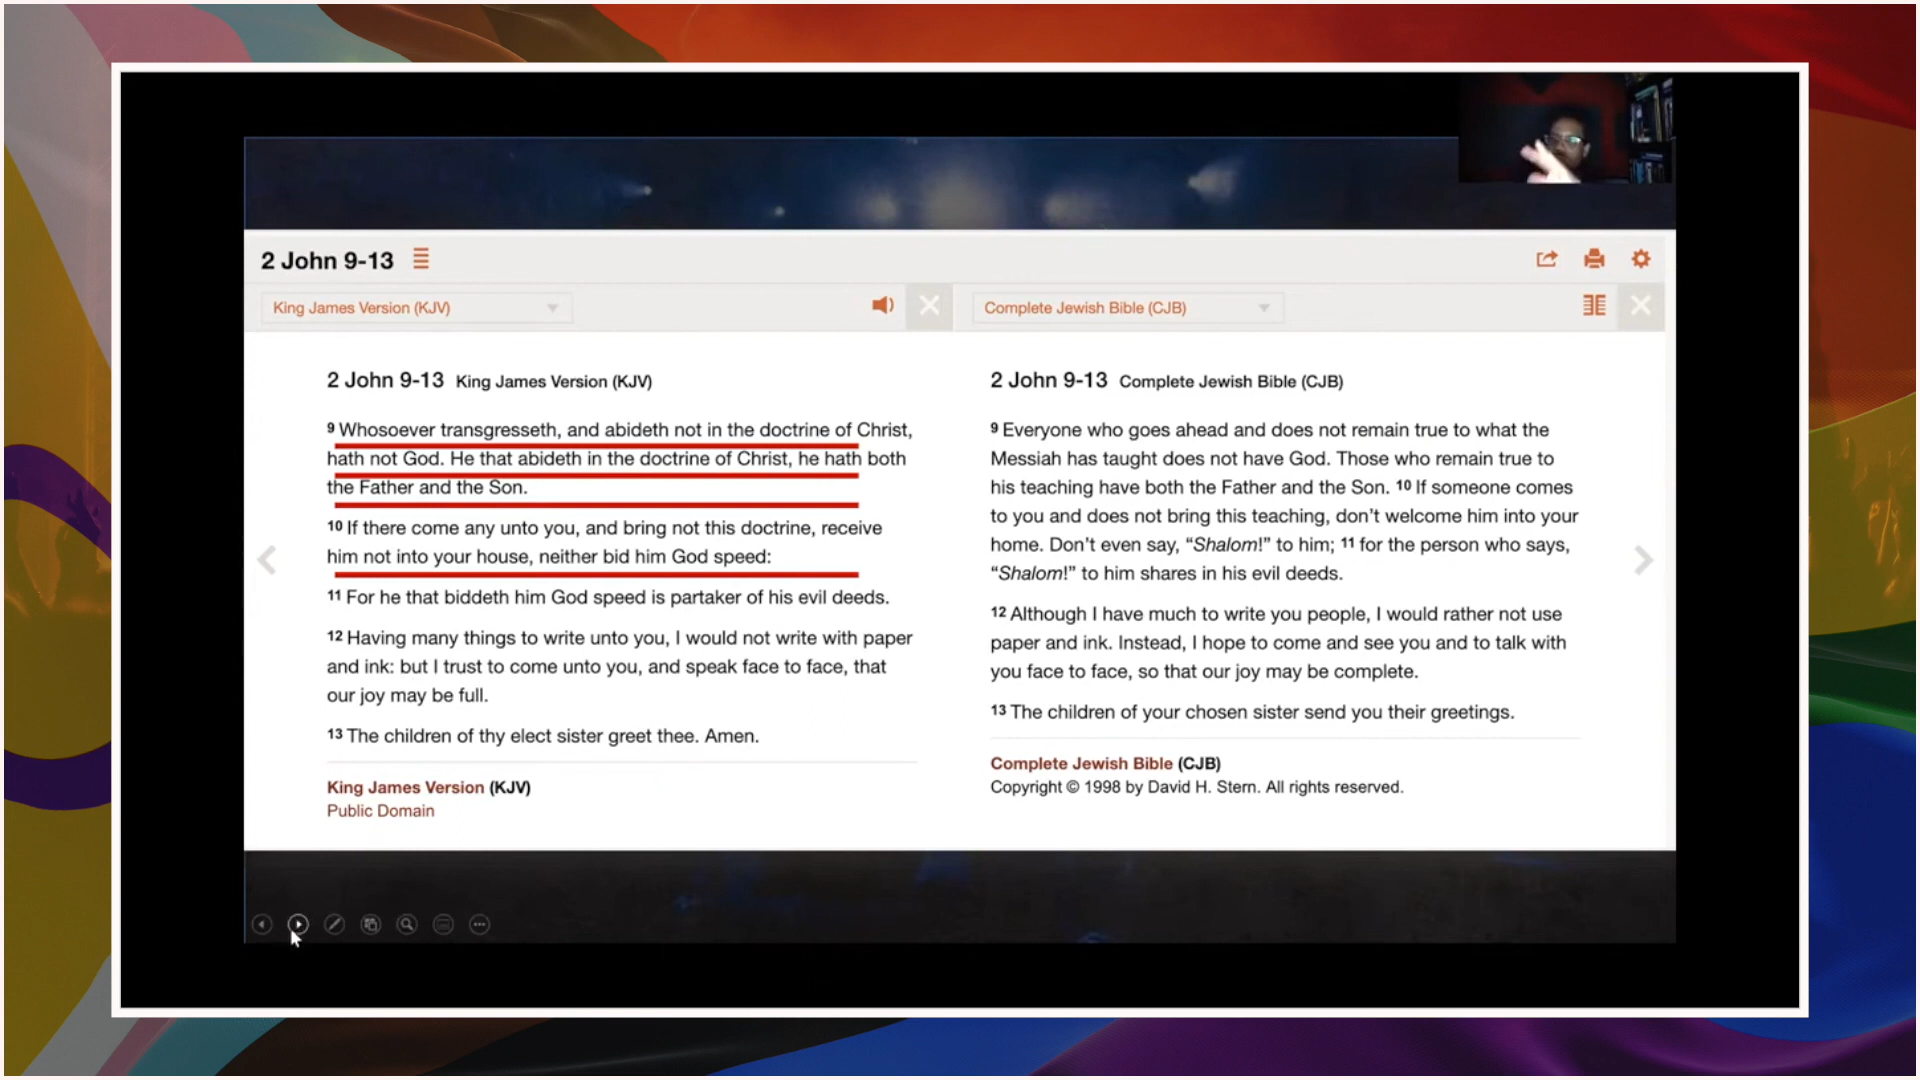 2 John 9-13
King James Version (KJV)
Complete Jewish Bible (CJB)
2 John 9-13 King James Version (KJV)
9 Whosoever transgresseth, and abideth not in the doctrine of Christ,
hath not God. He that abideth in the doctrine of Christ, he hath both
the Father and the Son.
10 If there come any unto you, and bring not this doctrine, receive
him not into your house, neither bid him God speed:
11 For he that biddeth him God speed is partaker of his evil deeds.
12 Having many things to write unto you, I would not write with paper
and ink: but I trust to come unto you, and speak face to face, that
our joy may be full.
13 The children of thy elect sister greet thee. Amen.
King James Version (KJV)
Public Domain
2 John 9-13 Complete Jewish Bible (CJB)
9 Everyone who goes ahead and does not remain true to what the
Messiah has taught does not have God. Those who remain true to
his teaching have both the Father and the Son. 10 If someone comes
to you and does not bring this teaching, don’t welcome him into your
home. Don’t even say, “Shalom!” to him; 11 for the person who says,
“Shalom!” to him shares in his evil deeds.
12 Although I have much to write you people, I would rather not use
paper and ink. Instead, I hope to come and see you and to talk with
you face to face, so that our joy may be complete.
13 The children of your chosen sister send you their greetings.
Complete Jewish Bible (CJB)
Copyright © 1998 by David H. Stern. All rights reserved.